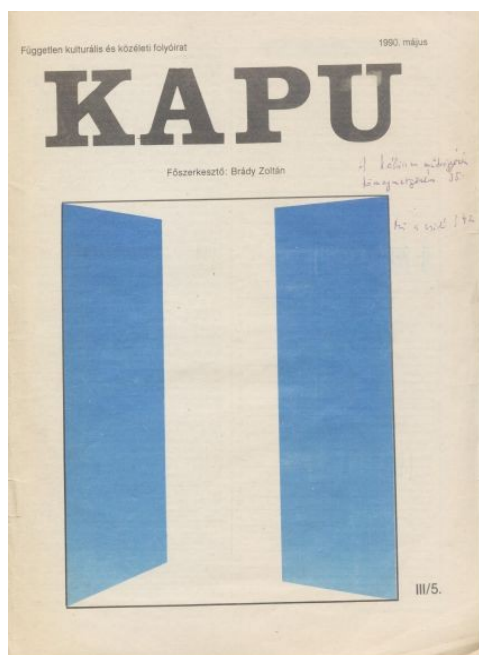 Független kulturális és közéleti folyóirat
1990. május
KAPU
Főszerkesztő: Brády Zoltán
A
III/5.